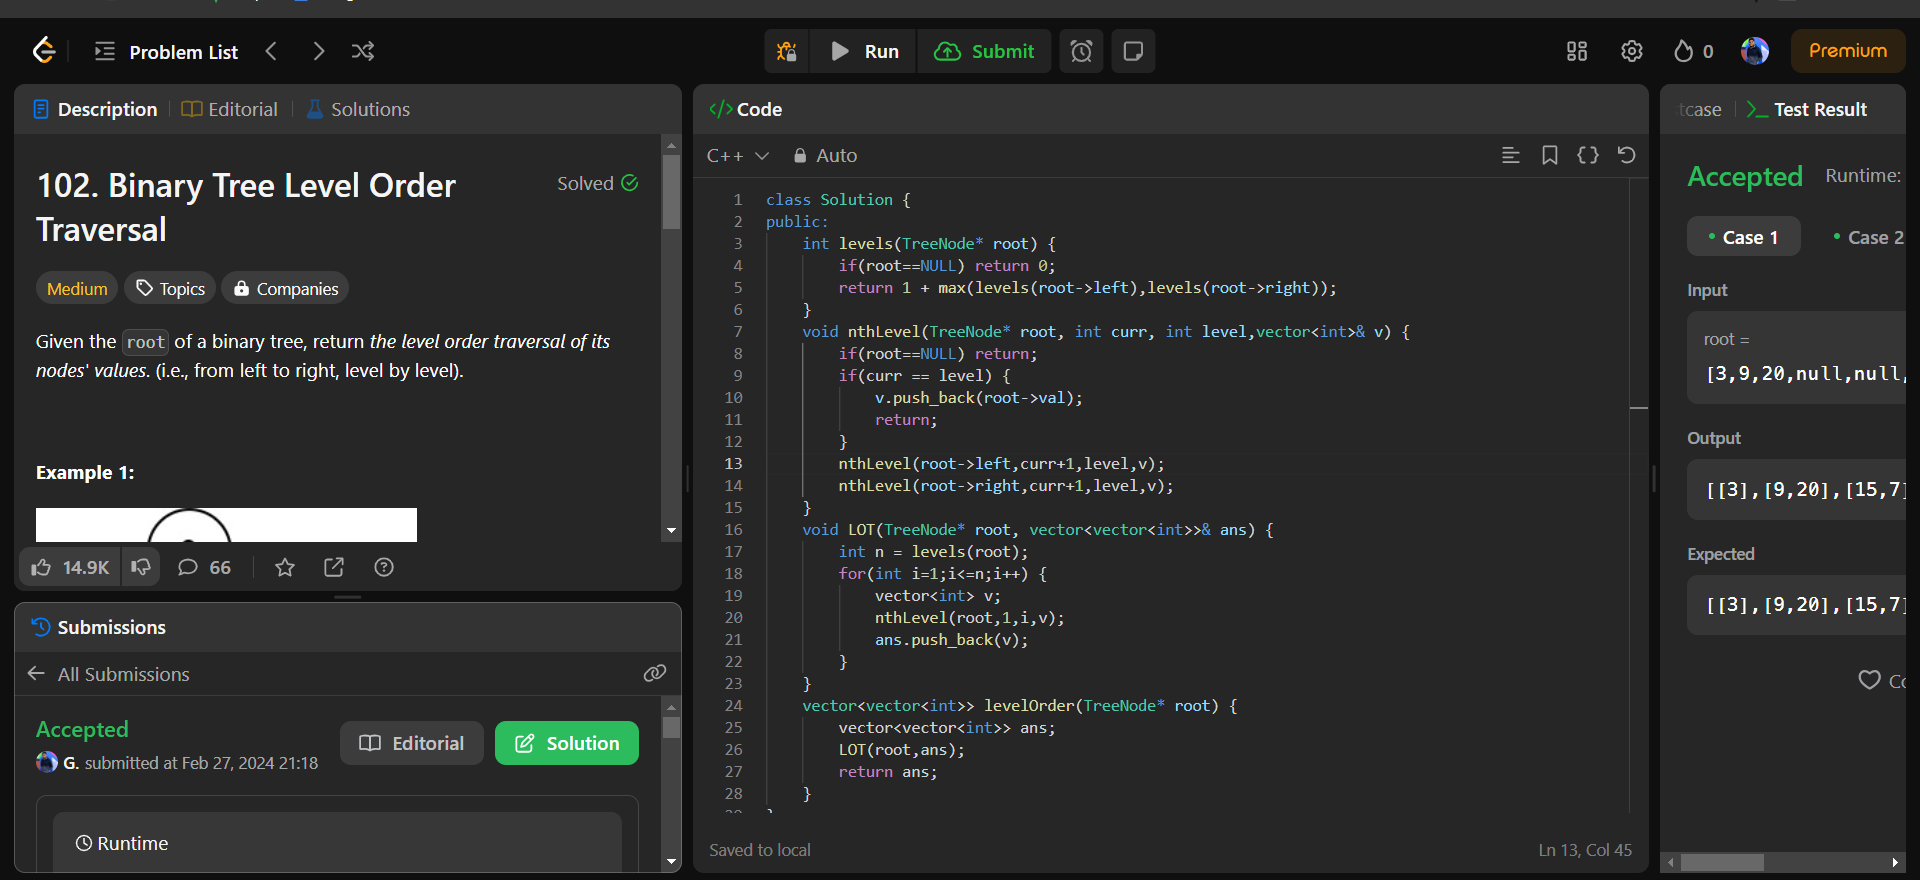 Problem List
Run
Submit
0
Premium
Description
Editorial
Solutions
102. Binary Tree Level Order
Traversal
Solved
Medium
Topics
Companies
Given the root of a binary tree, return the level order traversal of its
nodes' values. (i.e., from left to right, level by level).
Example 1:
14.9K
66
Submissions
All Submissions
Accepted
G. submitted at Feb 27, 2024 21:18
Editorial
Solution
Runtime
</> Code
C++
Auto
1 class Solution {
2 public:
3 int levels(TreeNode* root) {
4 if(root==NULL) return 0;
5 return 1 + max(levels(root->left),levels(root->right));
6 }
7 void nthLevel(TreeNode* root, int curr, int level,vector<int>& v) {
8 if(root==NULL) return;
9 if(curr == level) {
10 v.push_back(root->val);
11 return;
12 }
13 nthLevel(root->left,curr+1,level,v);
14 nthLevel(root->right,curr+1,level,v);
15 }
16 void LOT(TreeNode* root, vector<vector<int>>& ans) {
17 int n = levels(root);
18 for(int i=1;i<=n;i++) {
19 vector<int> v;
20 nthLevel(root,1,i,v);
21 ans.push_back(v);
22 }
23 }
24 vector<vector<int>> levelOrder(TreeNode* root) {
25 vector<vector<int>> ans;
26 LOT(root,ans);
27 return ans;
28 }
Saved to local
Ln 13, Col 45
tcase
Test Result
Accepted
Runtime:
Case 1
Case 2
Input
root =
[3,9,20,null,null,
Output
[[3],[9,20],[15,7]
Expected
[[3],[9,20],[15,7]